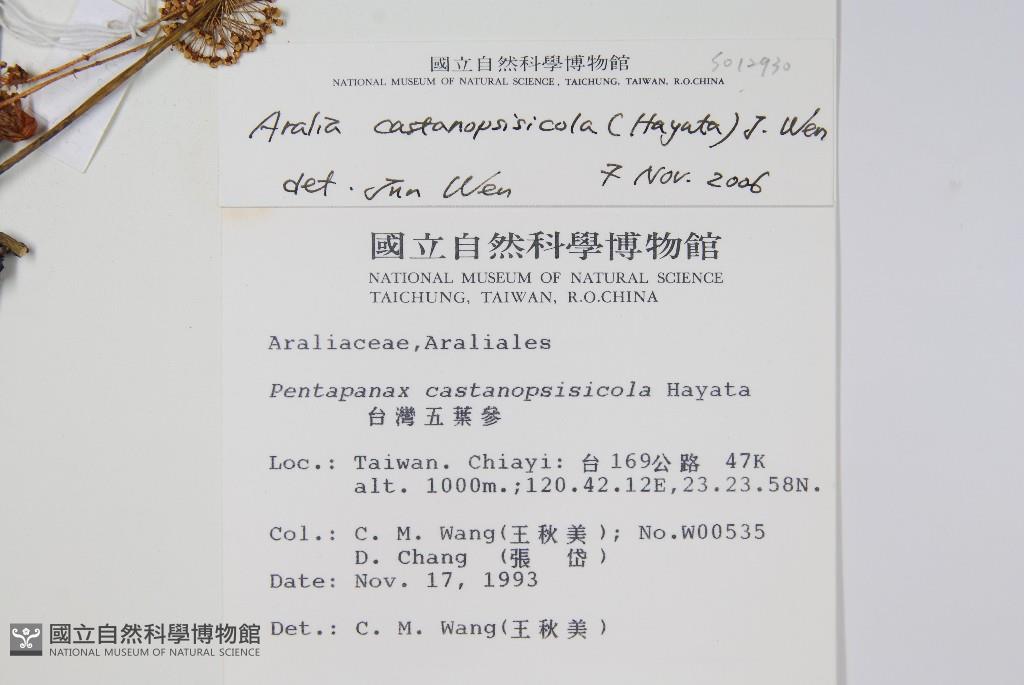 國立自然科學博物館 S012930
NATIONAL MUSEUM OF NATURAL SCIENCE, TAICHUNG, TAIWAN, R.O.CHINA
Aralia castanopsisicola (Hayata) J. Wen
det. Jun Wen 7 Nov. 2006
國立自然科學博物館
NATIONAL MUSEUM OF NATURAL SCIENCE
TAICHUNG, TAIWAN, R.O.CHINA
Araliaceae,Araliales
Pentapanax castanopsisicola Hayata
台灣五葉參
Loc.: Taiwan. Chiayi: 台169公路 47K
alt. 1000m.;120.42.12E,23.23.58N.
Col.: C. M. Wang(王秋美); No.W00535
D. Chang (張 岱)
Date: Nov. 17, 1993
Det.: C. M. Wang(王秋美)
國立自然科學博物館
NATIONAL MUSEUM OF NATURAL SCIENCE